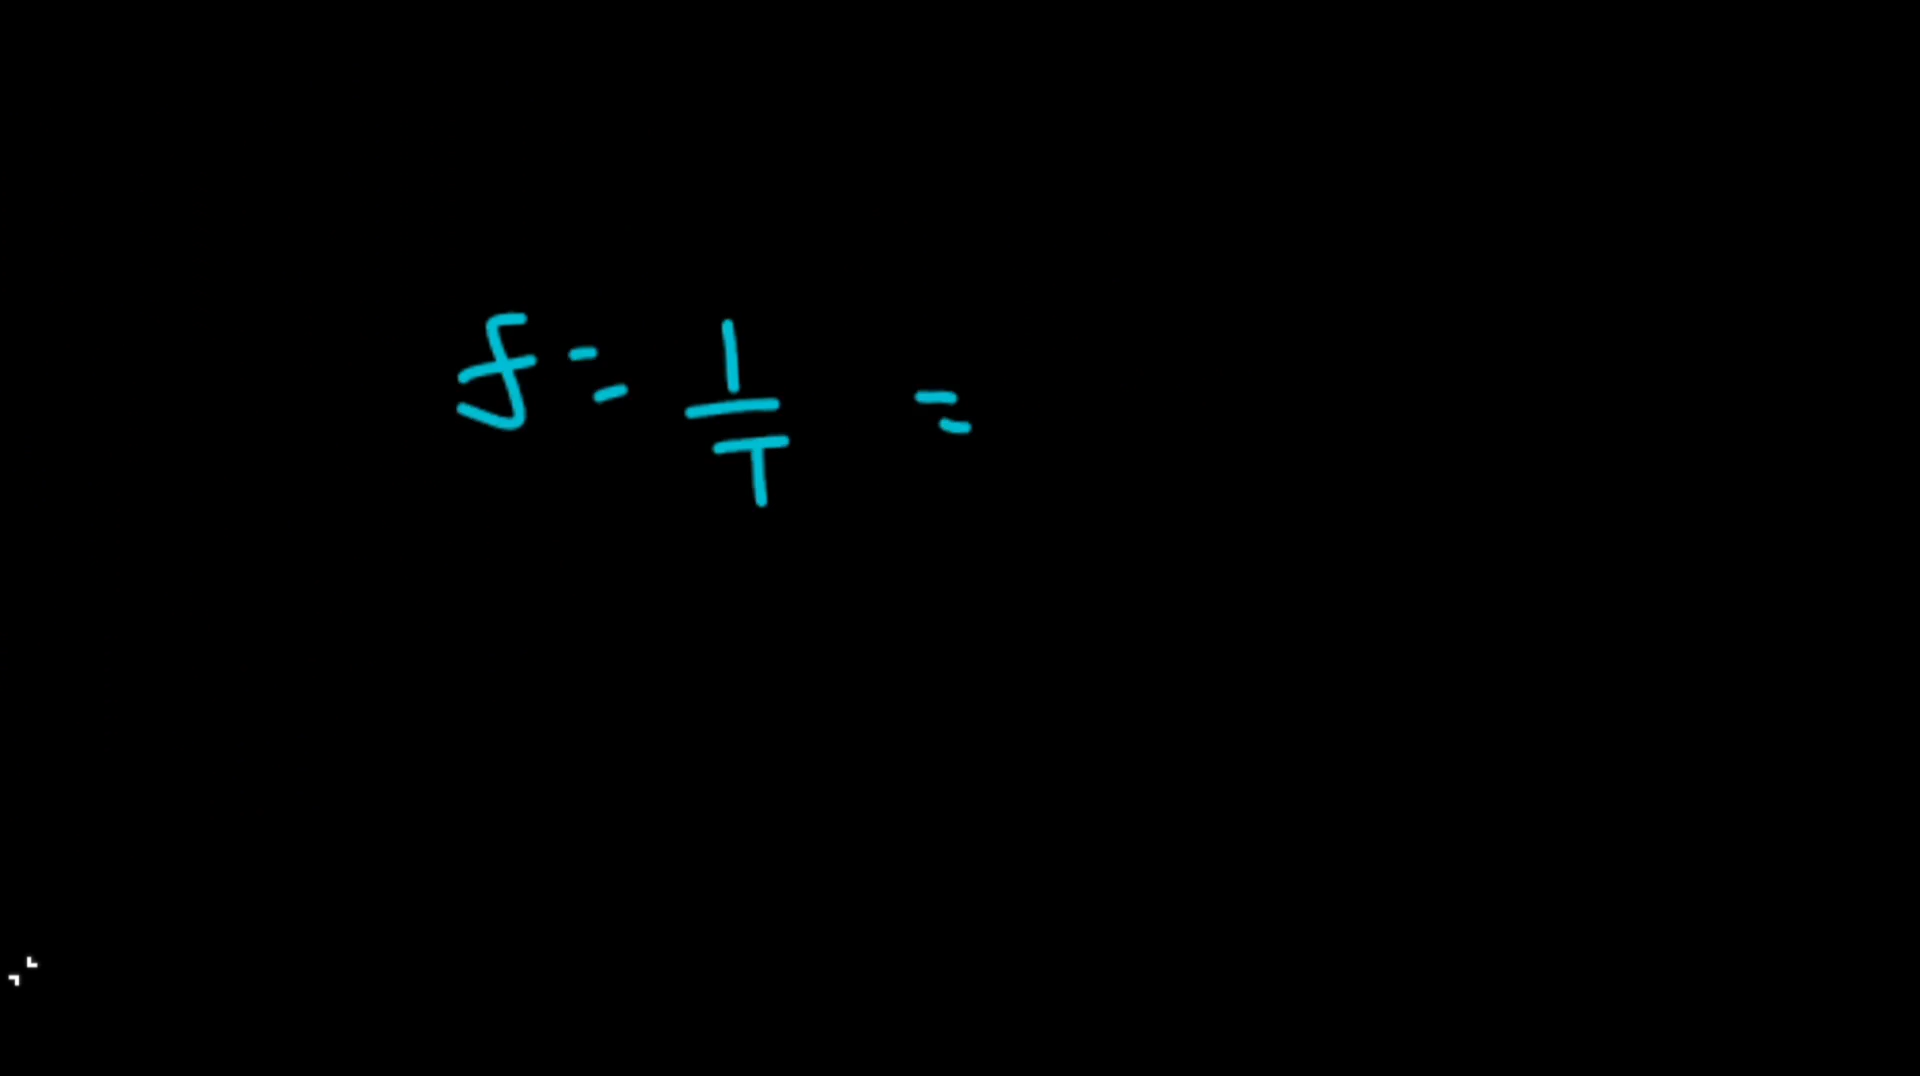 f = 1/T =